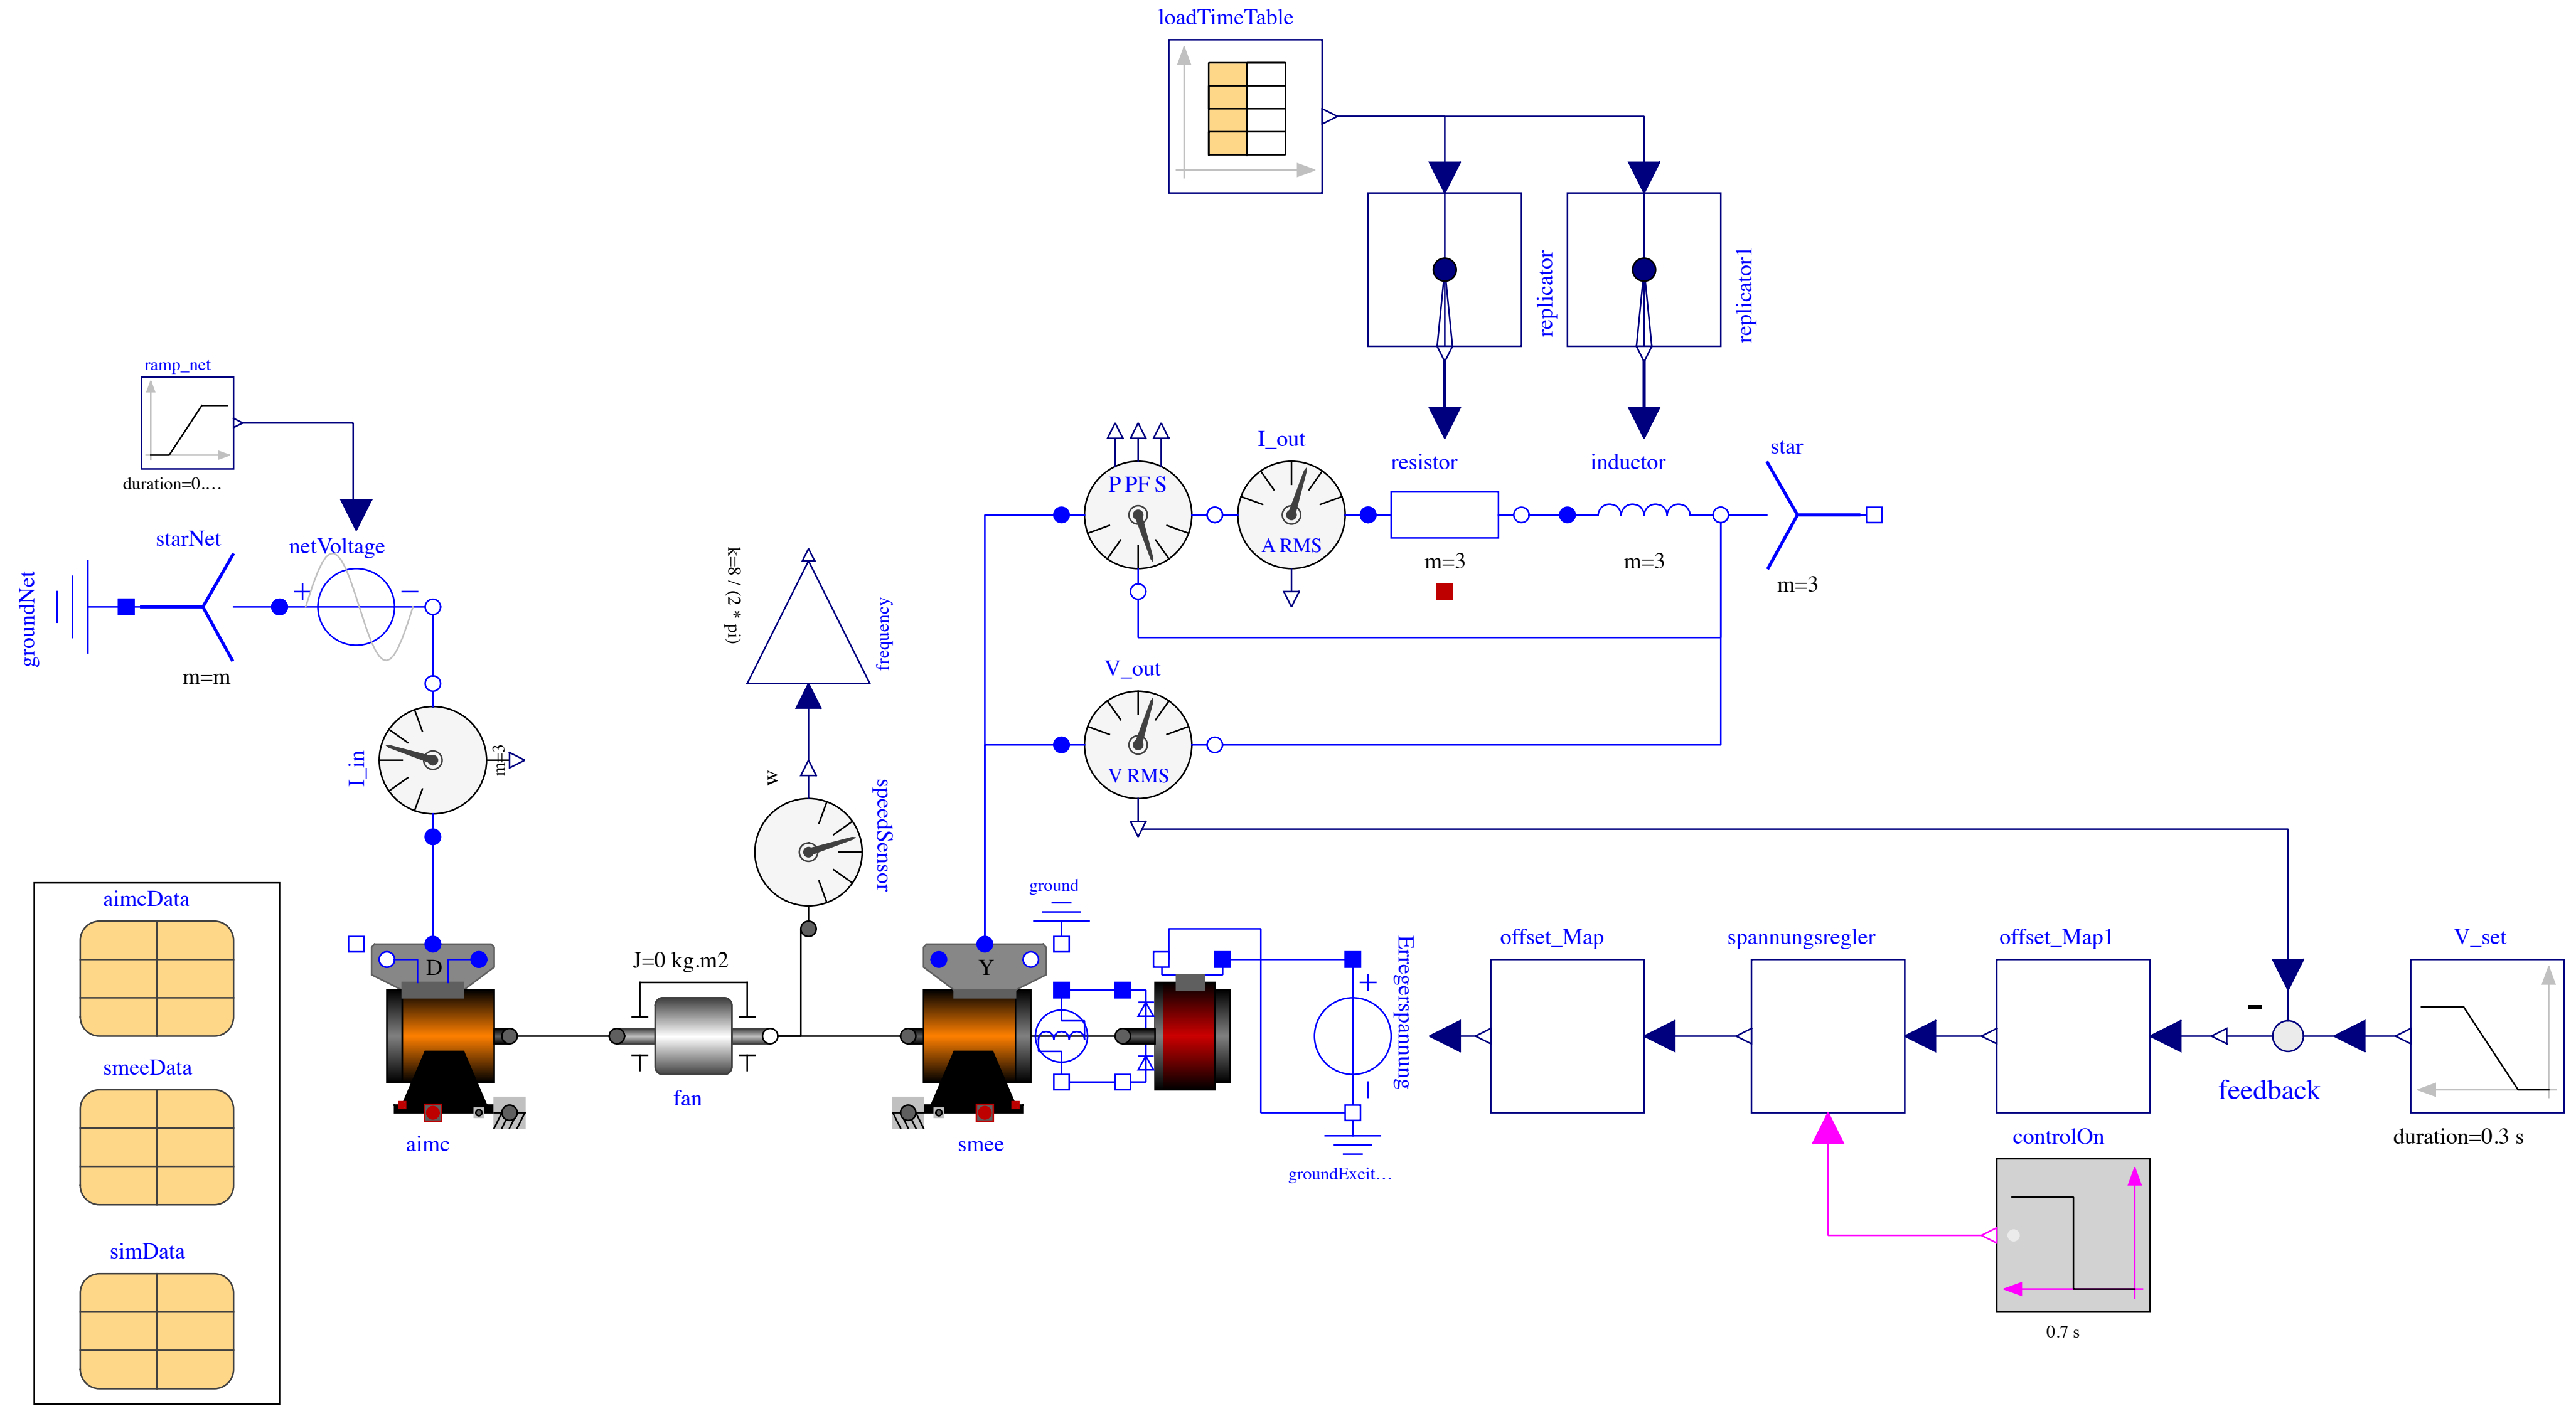 loadTimeTable
replicator
replicator1
ramp_net
duration=0....
starNet
netVoltage
+
−
groundNet
m=m
I_in
m=3
k=8 / (2 * pi)
frequency
w
speedSensor
P PF S
I_out
A RMS
resistor
m=3
inductor
m=3
star
m=3
V_out
V RMS
aimcData
smeeData
simData
D
aimc
J=0 kg.m2
fan
Y
smee
ground
+
−
Erregerspannung
groundExcit...
offset_Map
spannungsregler
offset_Map1
-
feedback
V_set
duration=0.3 s
controlOn
0.7 s